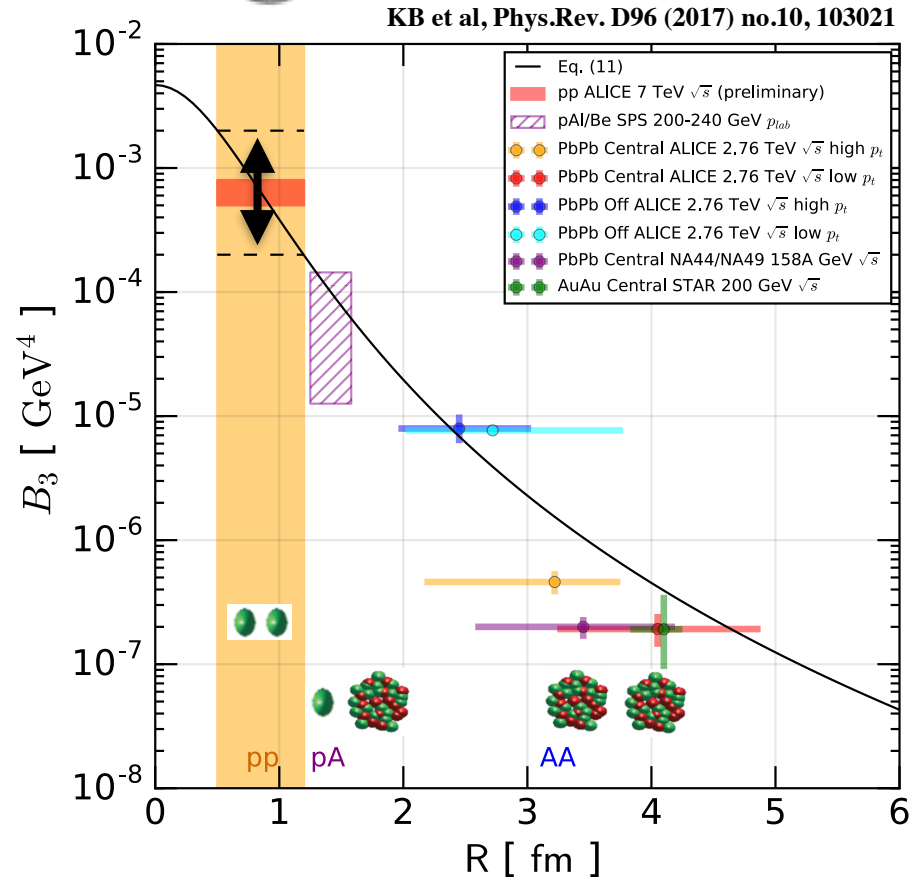 KB et al, Phys.Rev. D96 (2017) no.10, 103021
Eq. (11)
pp ALICE 7 TeV √s (preliminary)
pAl/Be SPS 200-240 GeV p_lab
PbPb Central ALICE 2.76 TeV √s high p_t
PbPb Central ALICE 2.76 TeV √s low p_t
PbPb Off ALICE 2.76 TeV √s high p_t
PbPb Off ALICE 2.76 TeV √s low p_t
PbPb Central NA44/NA49 158A GeV √s
AuAu Central STAR 200 GeV √s
10⁻²
10⁻³
10⁻⁴
10⁻⁵
10⁻⁶
10⁻⁷
10⁻⁸
B₃ [ GeV⁴ ]
pp
pA
AA
0 1 2 3 4 5 6
R [ fm ]